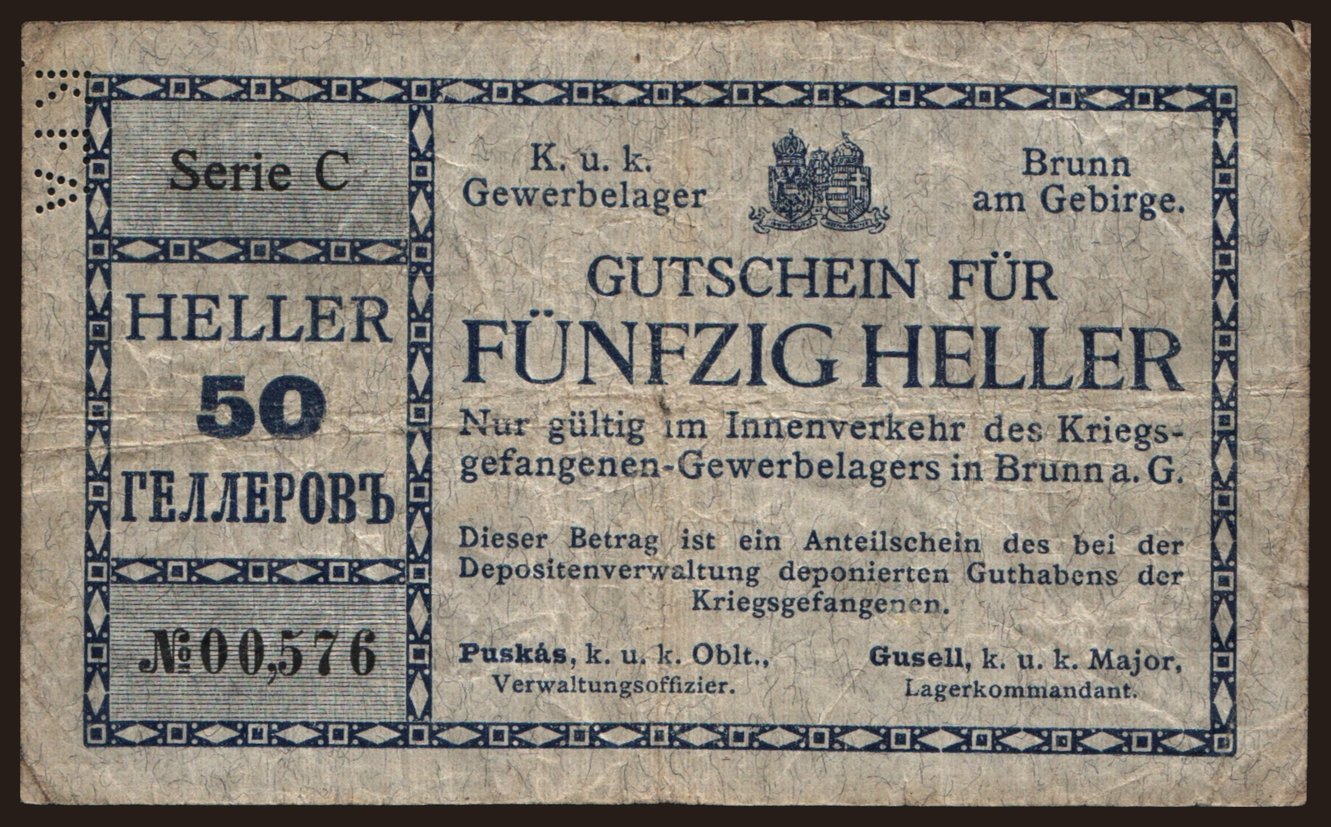 Serie C
HELLER
50
ГЕЛЛЕРОВЪ
№ 00,576
K. u. k.
Gewerbelager
Brunn
am Gebirge.
GUTSCHEIN FÜR
FÜNFZIG HELLER
Nur gültig im Innenverkehr des Kriegs-
gefangenen-Gewerbelagers in Brunn a. G.
Dieser Betrag ist ein Anteilschein des bei der
Depositenverwaltung deponierten Guthabens der
Kriegsgefangenen.
Puskás, k. u. k. Oblt.,
Verwaltungsoffizier.
Gusell, k. u. k. Major,
Lagerkommandant.